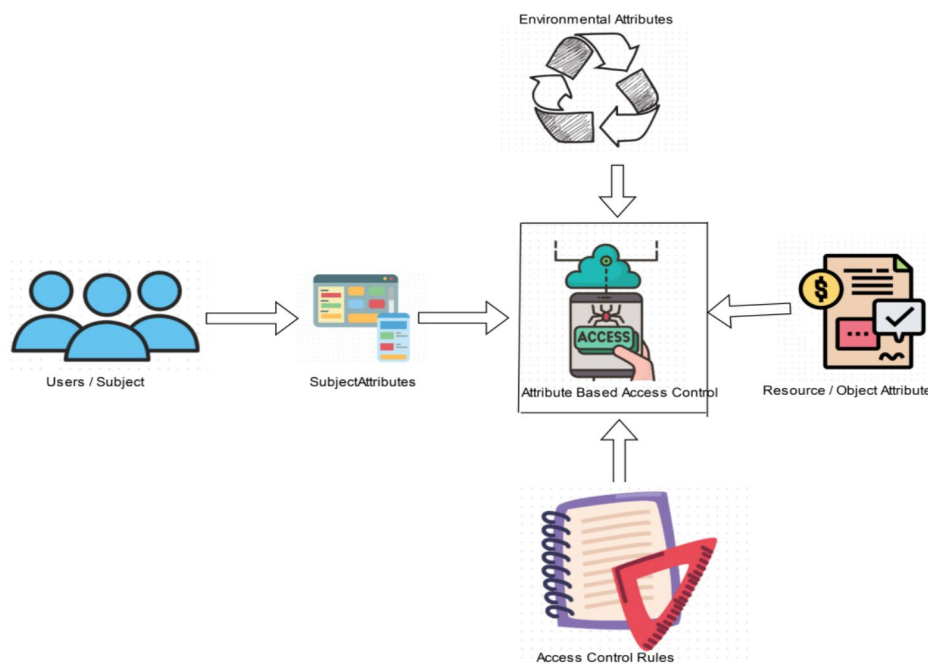 Environmental Attributes
ACCESS
$
Users / Subject
SubjectAttributes
Attribute Based Access Control
Resource / Object Attribute
Access Control Rules